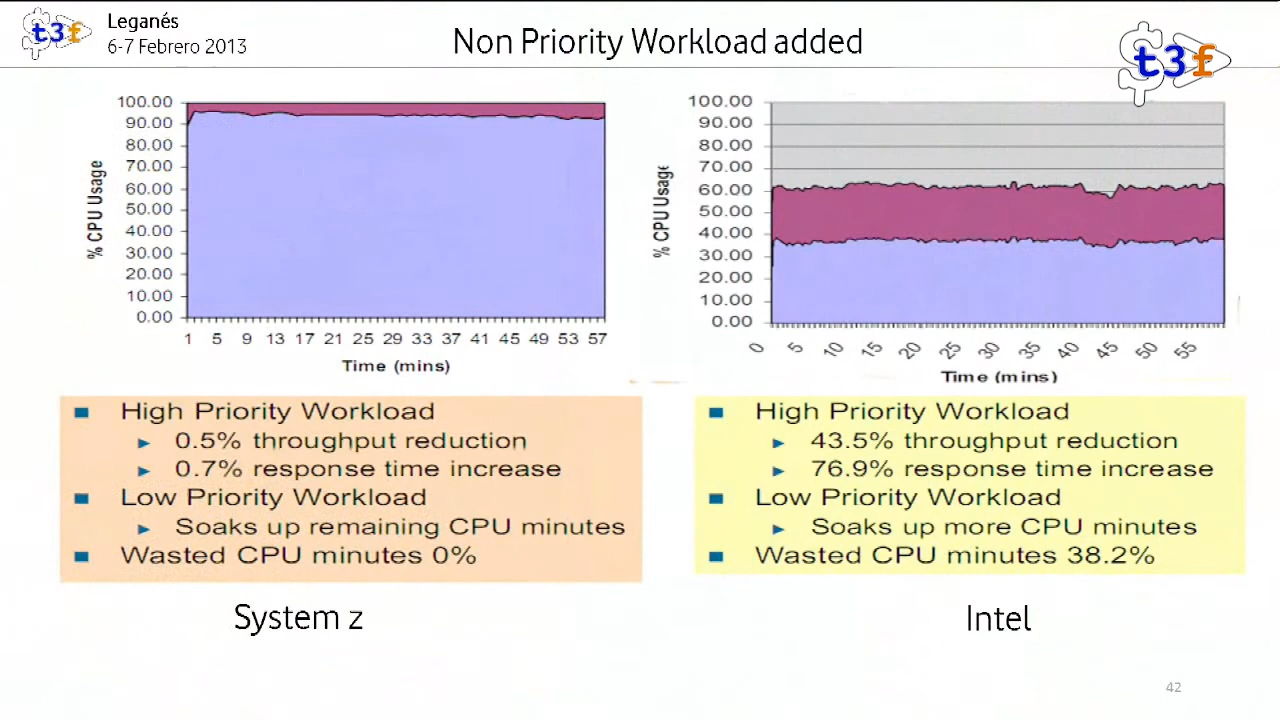 t3f
Leganés
6-7 Febrero 2013
Non Priority Workload added
$t3f
100.00
90.00
80.00
70.00
60.00
50.00
40.00
30.00
20.00
10.00
0.00
% CPU Usage
1 5 9 13 17 21 25 29 33 37 41 45 49 53 57
Time (mins)
100.00
90.00
80.00
70.00
60.00
50.00
40.00
30.00
20.00
10.00
0.00
% CPU Usage
0 5 10 15 20 25 30 35 40 45 50 55
Time (mins)
High Priority Workload
0.5% throughput reduction
0.7% response time increase
Low Priority Workload
Soaks up remaining CPU minutes
Wasted CPU minutes 0%
System z
High Priority Workload
43.5% throughput reduction
76.9% response time increase
Low Priority Workload
Soaks up more CPU minutes
Wasted CPU minutes 38.2%
Intel
42